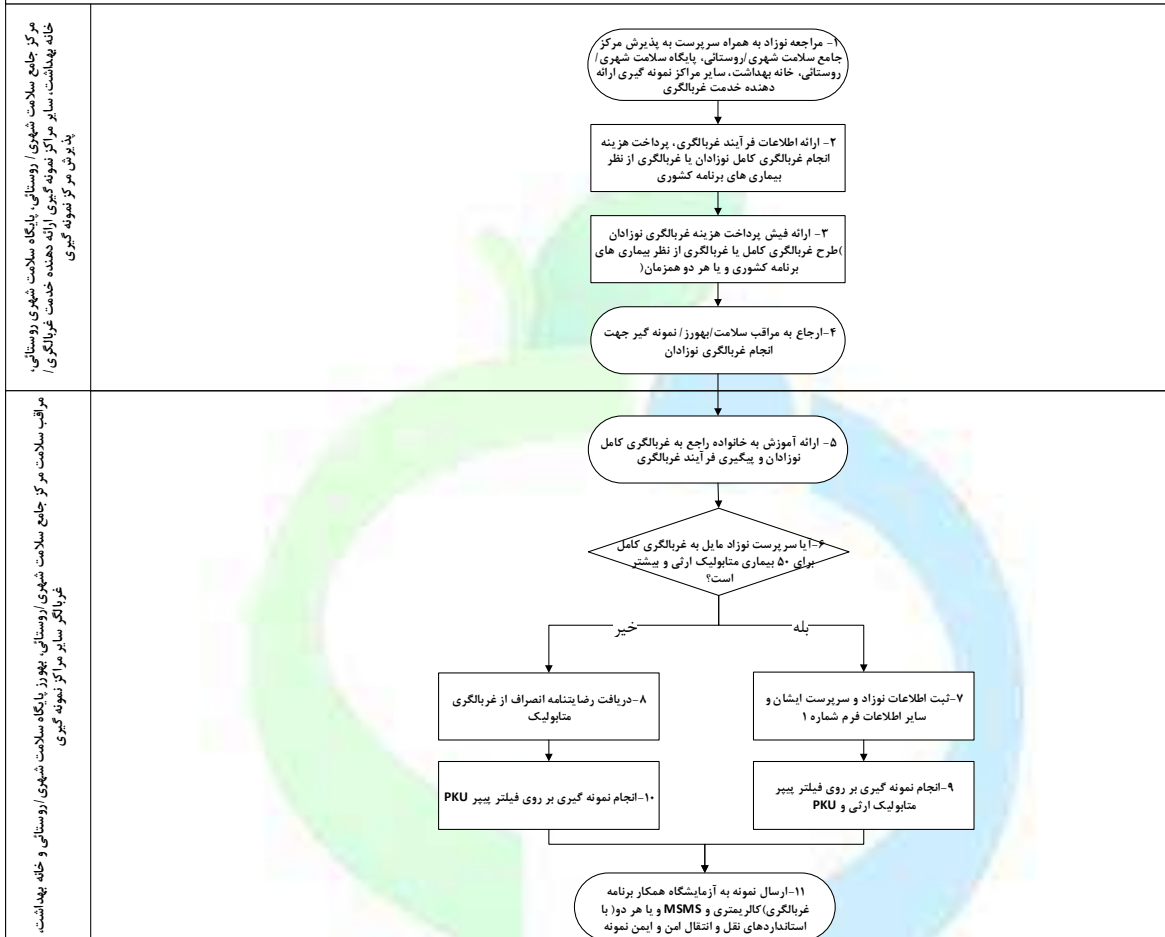 مرکز جامع سلامت شهری/ روستائی، پایگاه سلامت شهری روستائی،
خانه بهداشت، سایر مراکز نمونه گیری ارائه دهنده خدمت غربالگری/
پذیرش مرکز نمونه گیری
۱- مراجعه نوزاد به همراه سرپرست به پذیرش مرکز
جامع سلامت شهری/روستائی، پایگاه سلامت شهری/
روستائی، خانه بهداشت، سایر مراکز نمونه گیری ارائه
دهنده خدمت غربالگری
۲- ارائه اطلاعات فرآیند غربالگری، پرداخت هزینه
انجام غربالگری کامل نوزادان یا غربالگری از نظر
بیماری های برنامه کشوری
۳- ارائه فیش پرداخت هزینه غربالگری نوزادان
)طرح غربالگری کامل یا غربالگری از نظر بیماری های
برنامه کشوری و یا هر دو همزمان(
۴-ارجاع به مراقب سلامت/بهورز/ نمونه گیر جهت
انجام غربالگری نوزادان
مراقب سلامت مرکز جامع سلامت شهری/روستائی، بهورز پایگاه سلامت شهری/روستائی و خانه بهداشت،
غربالگر سایر مراکز نمونه گیری
۵- ارائه آموزش به خانواده راجع به غربالگری کامل
نوزادان و پیگیری فرآیند غربالگری
۶-آیا سرپرست نوزاد مایل به غربالگری کامل
برای ۵۰ بیماری متابولیک ارثی و بیشتر
است؟
بله
خیر
۷-ثبت اطلاعات نوزاد و سرپرست ایشان و
سایر اطلاعات فرم شماره ۱
۸-دریافت رضایتنامه انصراف از غربالگری
متابولیک
۹-انجام نمونه گیری بر روی فیلتر پیپر
متابولیک ارثی و PKU
۱۰-انجام نمونه گیری بر روی فیلتر پیپر PKU
۱۱-ارسال نمونه به آزمایشگاه همکار برنامه
غربالگری)کالریمتری و MSMS و یا هر دو( با
استانداردهای نقل و انتقال امن و ایمن نمونه